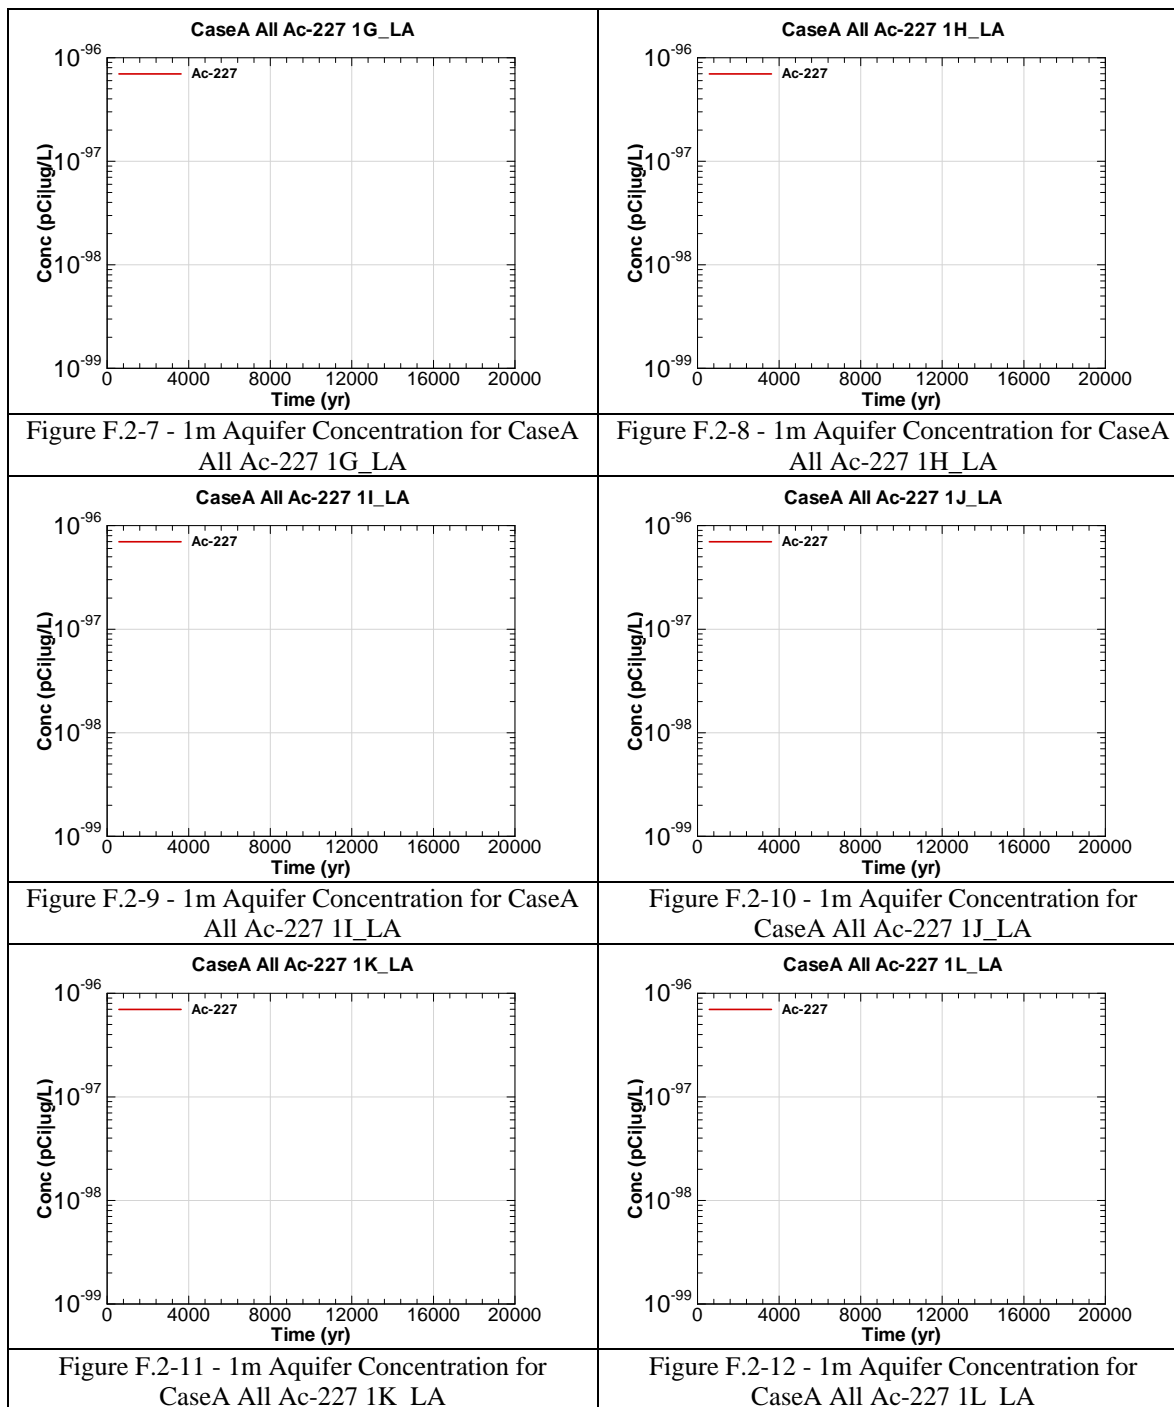 CaseA All Ac-227 1G_LA
10-96
Ac-227
10-97
Conc (pCi|ug/L)
10-98
10-99
0 4000 8000 12000 16000 20000
Time (yr)
Figure F.2-7 - 1m Aquifer Concentration for CaseA
All Ac-227 1G_LA
CaseA All Ac-227 1H_LA
10-96
Ac-227
10-97
Conc (pCi|ug/L)
10-98
10-99
0 4000 8000 12000 16000 20000
Time (yr)
Figure F.2-8 - 1m Aquifer Concentration for CaseA
All Ac-227 1H_LA
CaseA All Ac-227 1I_LA
10-96
Ac-227
10-97
Conc (pCi|ug/L)
10-98
10-99
0 4000 8000 12000 16000 20000
Time (yr)
Figure F.2-9 - 1m Aquifer Concentration for CaseA
All Ac-227 1I_LA
CaseA All Ac-227 1J_LA
10-96
Ac-227
10-97
Conc (pCi|ug/L)
10-98
10-99
0 4000 8000 12000 16000 20000
Time (yr)
Figure F.2-10 - 1m Aquifer Concentration for
CaseA All Ac-227 1J_LA
CaseA All Ac-227 1K_LA
10-96
Ac-227
10-97
Conc (pCi|ug/L)
10-98
10-99
0 4000 8000 12000 16000 20000
Time (yr)
Figure F.2-11 - 1m Aquifer Concentration for
CaseA All Ac-227 1K_LA
CaseA All Ac-227 1L_LA
10-96
Ac-227
10-97
Conc (pCi|ug/L)
10-98
10-99
0 4000 8000 12000 16000 20000
Time (yr)
Figure F.2-12 - 1m Aquifer Concentration for
CaseA All Ac-227 1L_LA